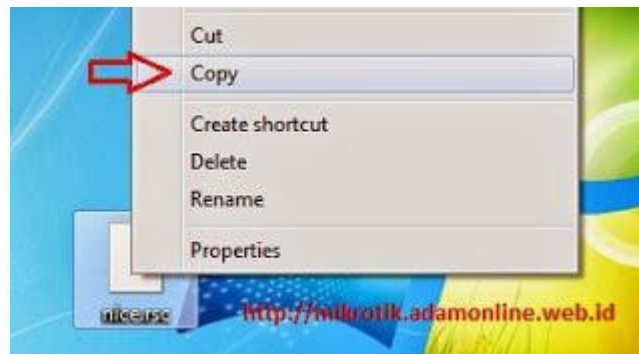 Cut
Copy
Create shortcut
Delete
Rename
Properties
nice.rsc
http://mikrotik.adamonline.web.id